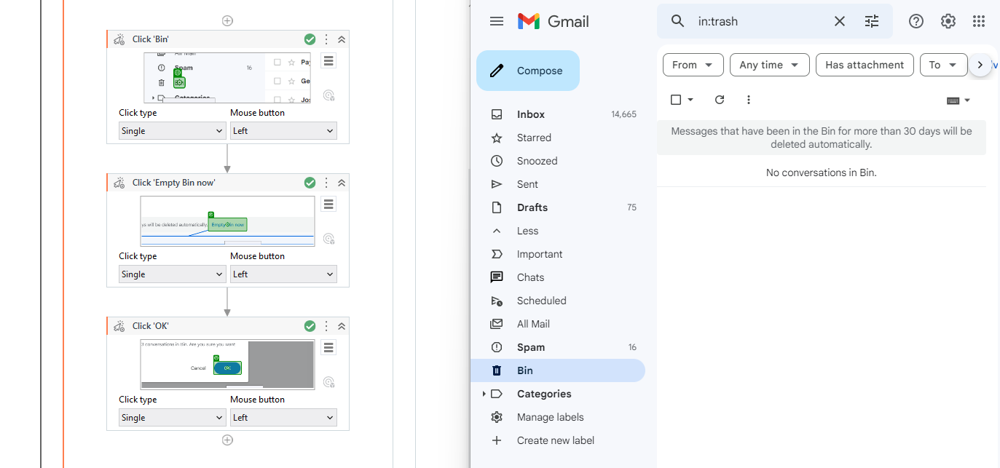 Click 'Bin'
All Mail
Spam 16
Bin
Categories
Click type Mouse button
Single Left
Click 'Empty Bin now'
ys will be deleted automatically. Empty Bin now
Click type Mouse button
Single Left
Click 'OK'
conversations in Bin. Are you sure you want
Cancel OK
Click type Mouse button
Single Left
Gmail
in:trash
Compose
Inbox 14,665
Starred
Snoozed
Sent
Drafts 75
Less
Important
Chats
Scheduled
All Mail
Spam 16
Bin
Categories
Manage labels
Create new label
From Any time Has attachment To
Messages that have been in the Bin for more than 30 days will be
deleted automatically.
No conversations in Bin.